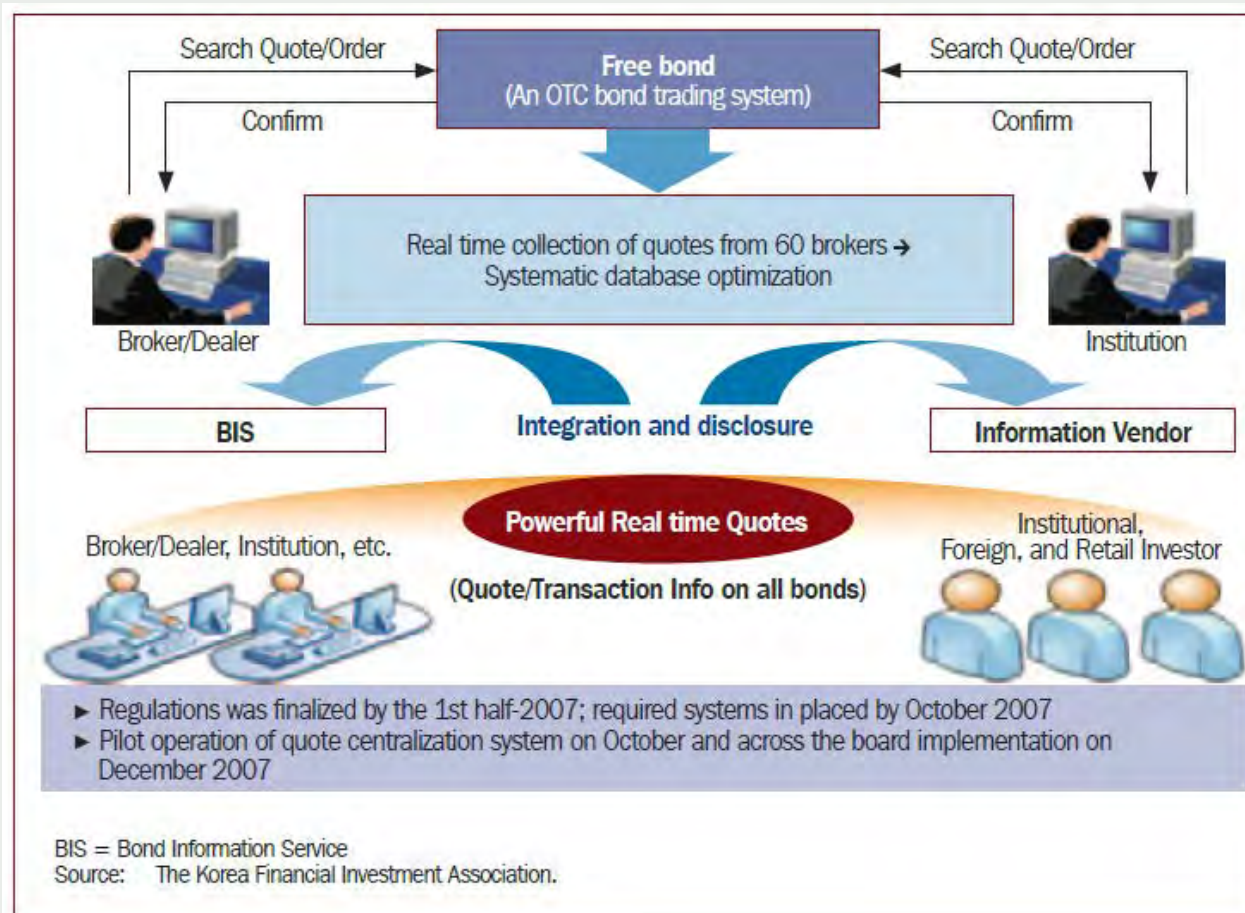 Search Quote/Order
Free bond
(An OTC bond trading system)
Search Quote/Order
Confirm
Confirm
Real time collection of quotes from 60 brokers →
Systematic database optimization
Broker/Dealer
Institution
BIS
Integration and disclosure
Information Vendor
Powerful Real time Quotes
Broker/Dealer, Institution, etc.
Institutional,
Foreign, and Retail Investor
(Quote/Transaction Info on all bonds)
► Regulations was finalized by the 1st half-2007; required systems in placed by October 2007
► Pilot operation of quote centralization system on October and across the board implementation on
December 2007
BIS = Bond Information Service
Source: The Korea Financial Investment Association.